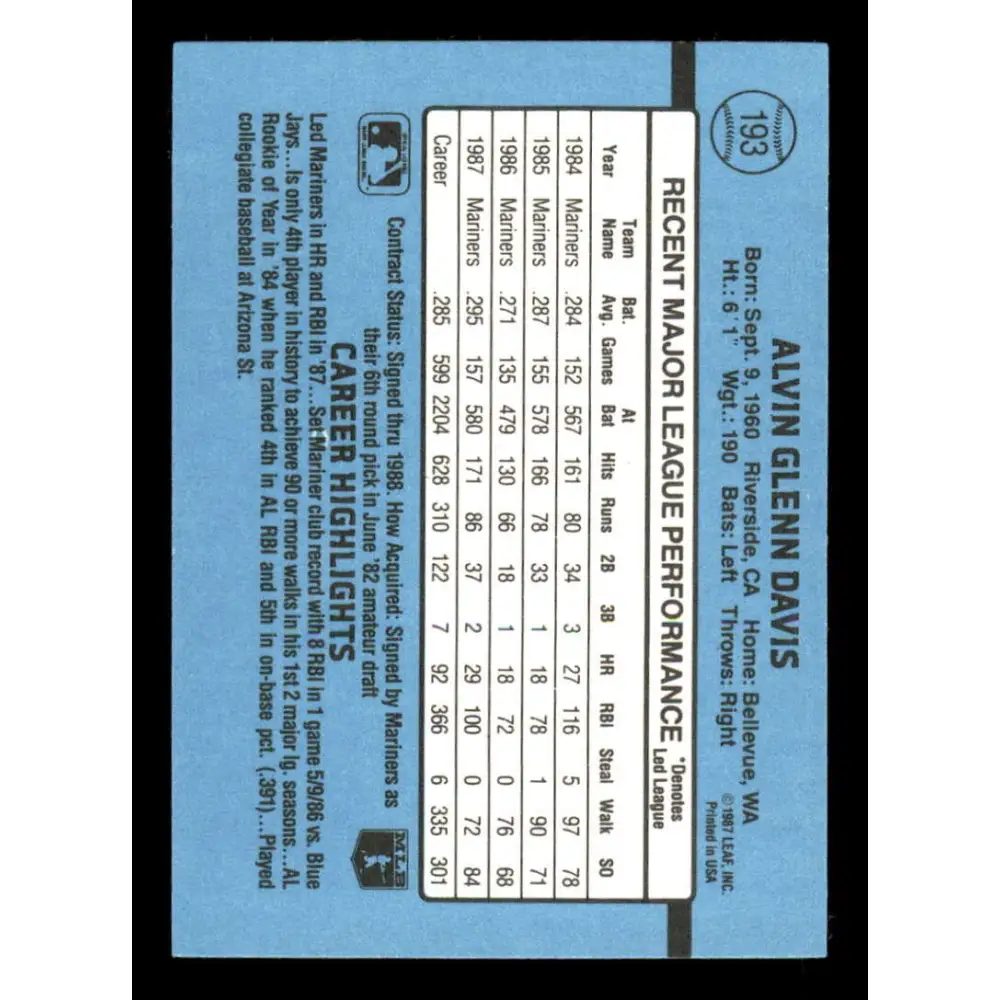 193
ALVIN GLENN DAVIS
Born: Sept. 9, 1960 Riverside, CA Home: Bellevue, WA
Ht.: 6'1" Wgt.: 190 Bats: Left Throws: Right
© 1987 LEAF, INC.
Printed in USA
RECENT MAJOR LEAGUE PERFORMANCE *Denotes
Led League
Team Bat. At
Year Name Avg. Games Bat Hits Runs 2B 3B HR RBI Steal Walk SO
1984 Mariners .284 152 567 161 80 34 3 27 116 5 97 78
1985 Mariners .287 155 578 166 78 33 1 18 78 1 90 71
1986 Mariners .271 135 479 130 66 18 1 18 72 0 76 68
1987 Mariners .295 157 580 171 86 37 2 29 100 0 72 84
Career .285 599 2204 628 310 122 7 92 366 6 335 301
Contract Status: Signed thru 1988. How Acquired: Signed by Mariners as
their 6th round pick in June '82 amateur draft
MLB
CAREER HIGHLIGHTS
Led Mariners in HR and RBI in '87...Set Mariner club record with 8 RBI in 1 game 5/9/86 vs. Blue
Jays...Is only 4th player in history to achieve 90 or more walks in his 1st 2 major lg. seasons...AL
Rookie of Year in '84 when he ranked 4th in AL RBI and 5th in on-base pct. (.391)...Played
collegiate baseball at Arizona St.